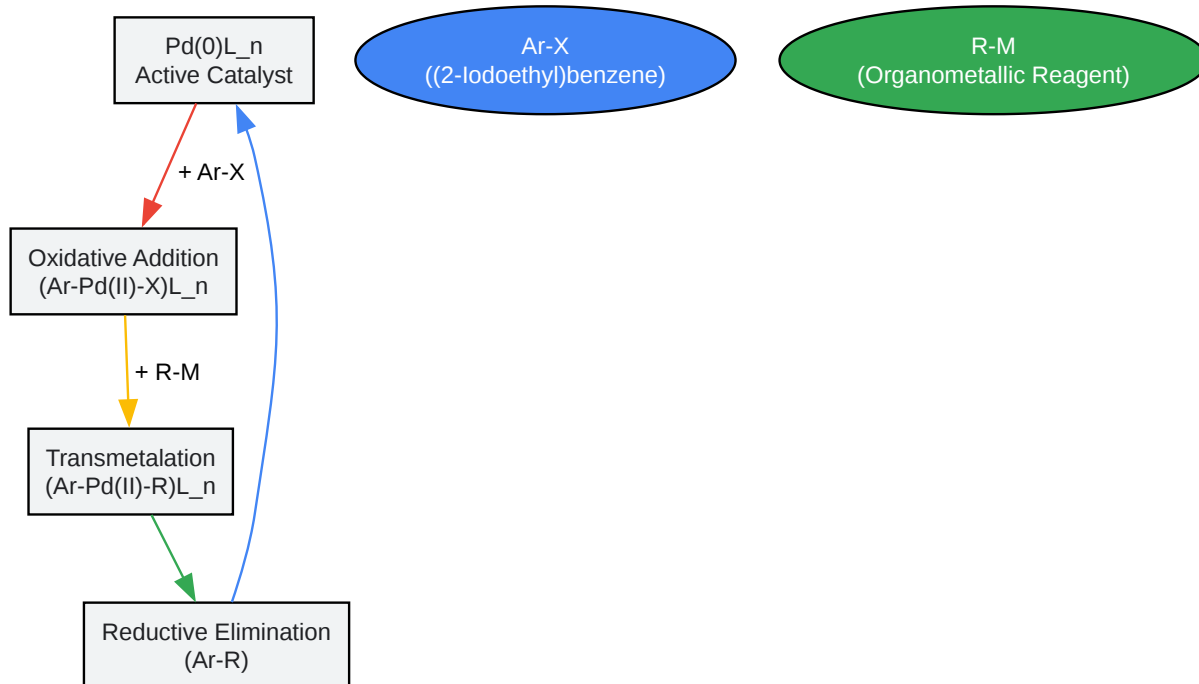 Pd(0)L_n
Active Catalyst
Ar-X
((2-Iodoethyl)benzene)
R-M
(Organometallic Reagent)
+ Ar-X
Oxidative Addition
(Ar-Pd(II)-X)L_n
+ R-M
Transmetalation
(Ar-Pd(II)-R)L_n
Reductive Elimination
(Ar-R)